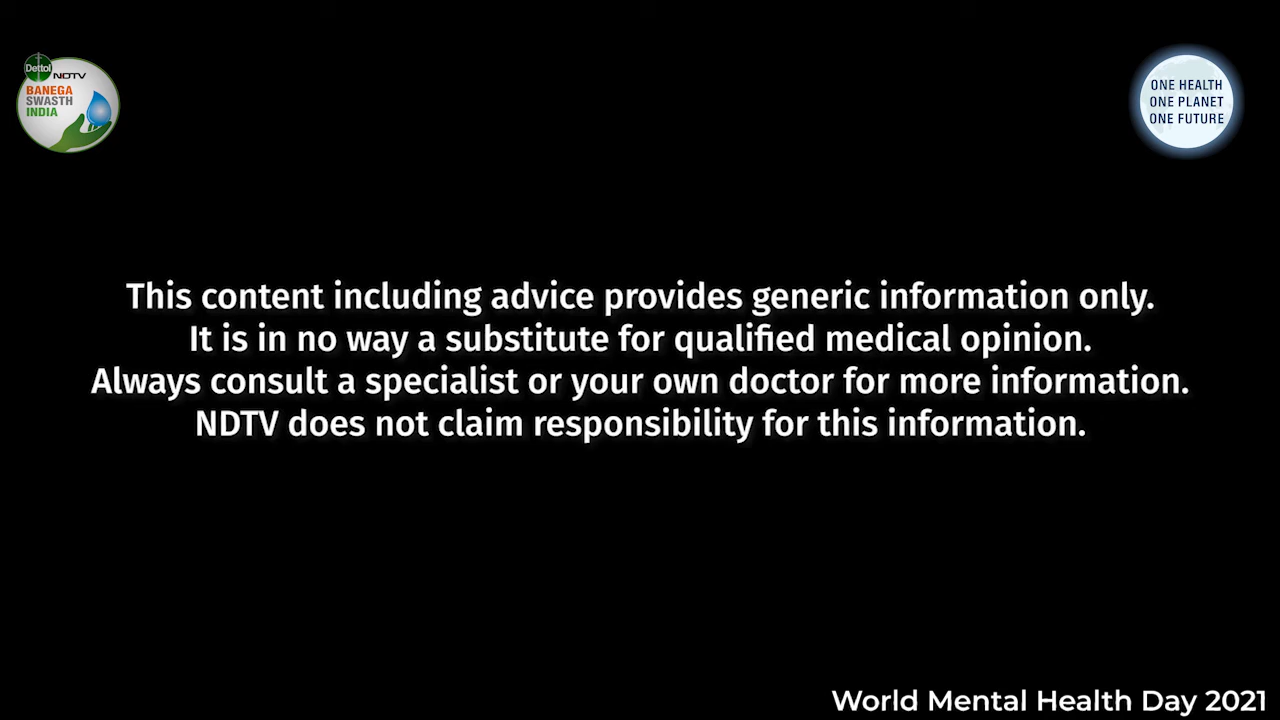 Dettol
NDTV
BANEGA
SWASTH
INDIA
ONE HEALTH
ONE PLANET
ONE FUTURE
This content including advice provides generic information only.
It is in no way a substitute for qualified medical opinion.
Always consult a specialist or your own doctor for more information.
NDTV does not claim responsibility for this information.
World Mental Health Day 2021